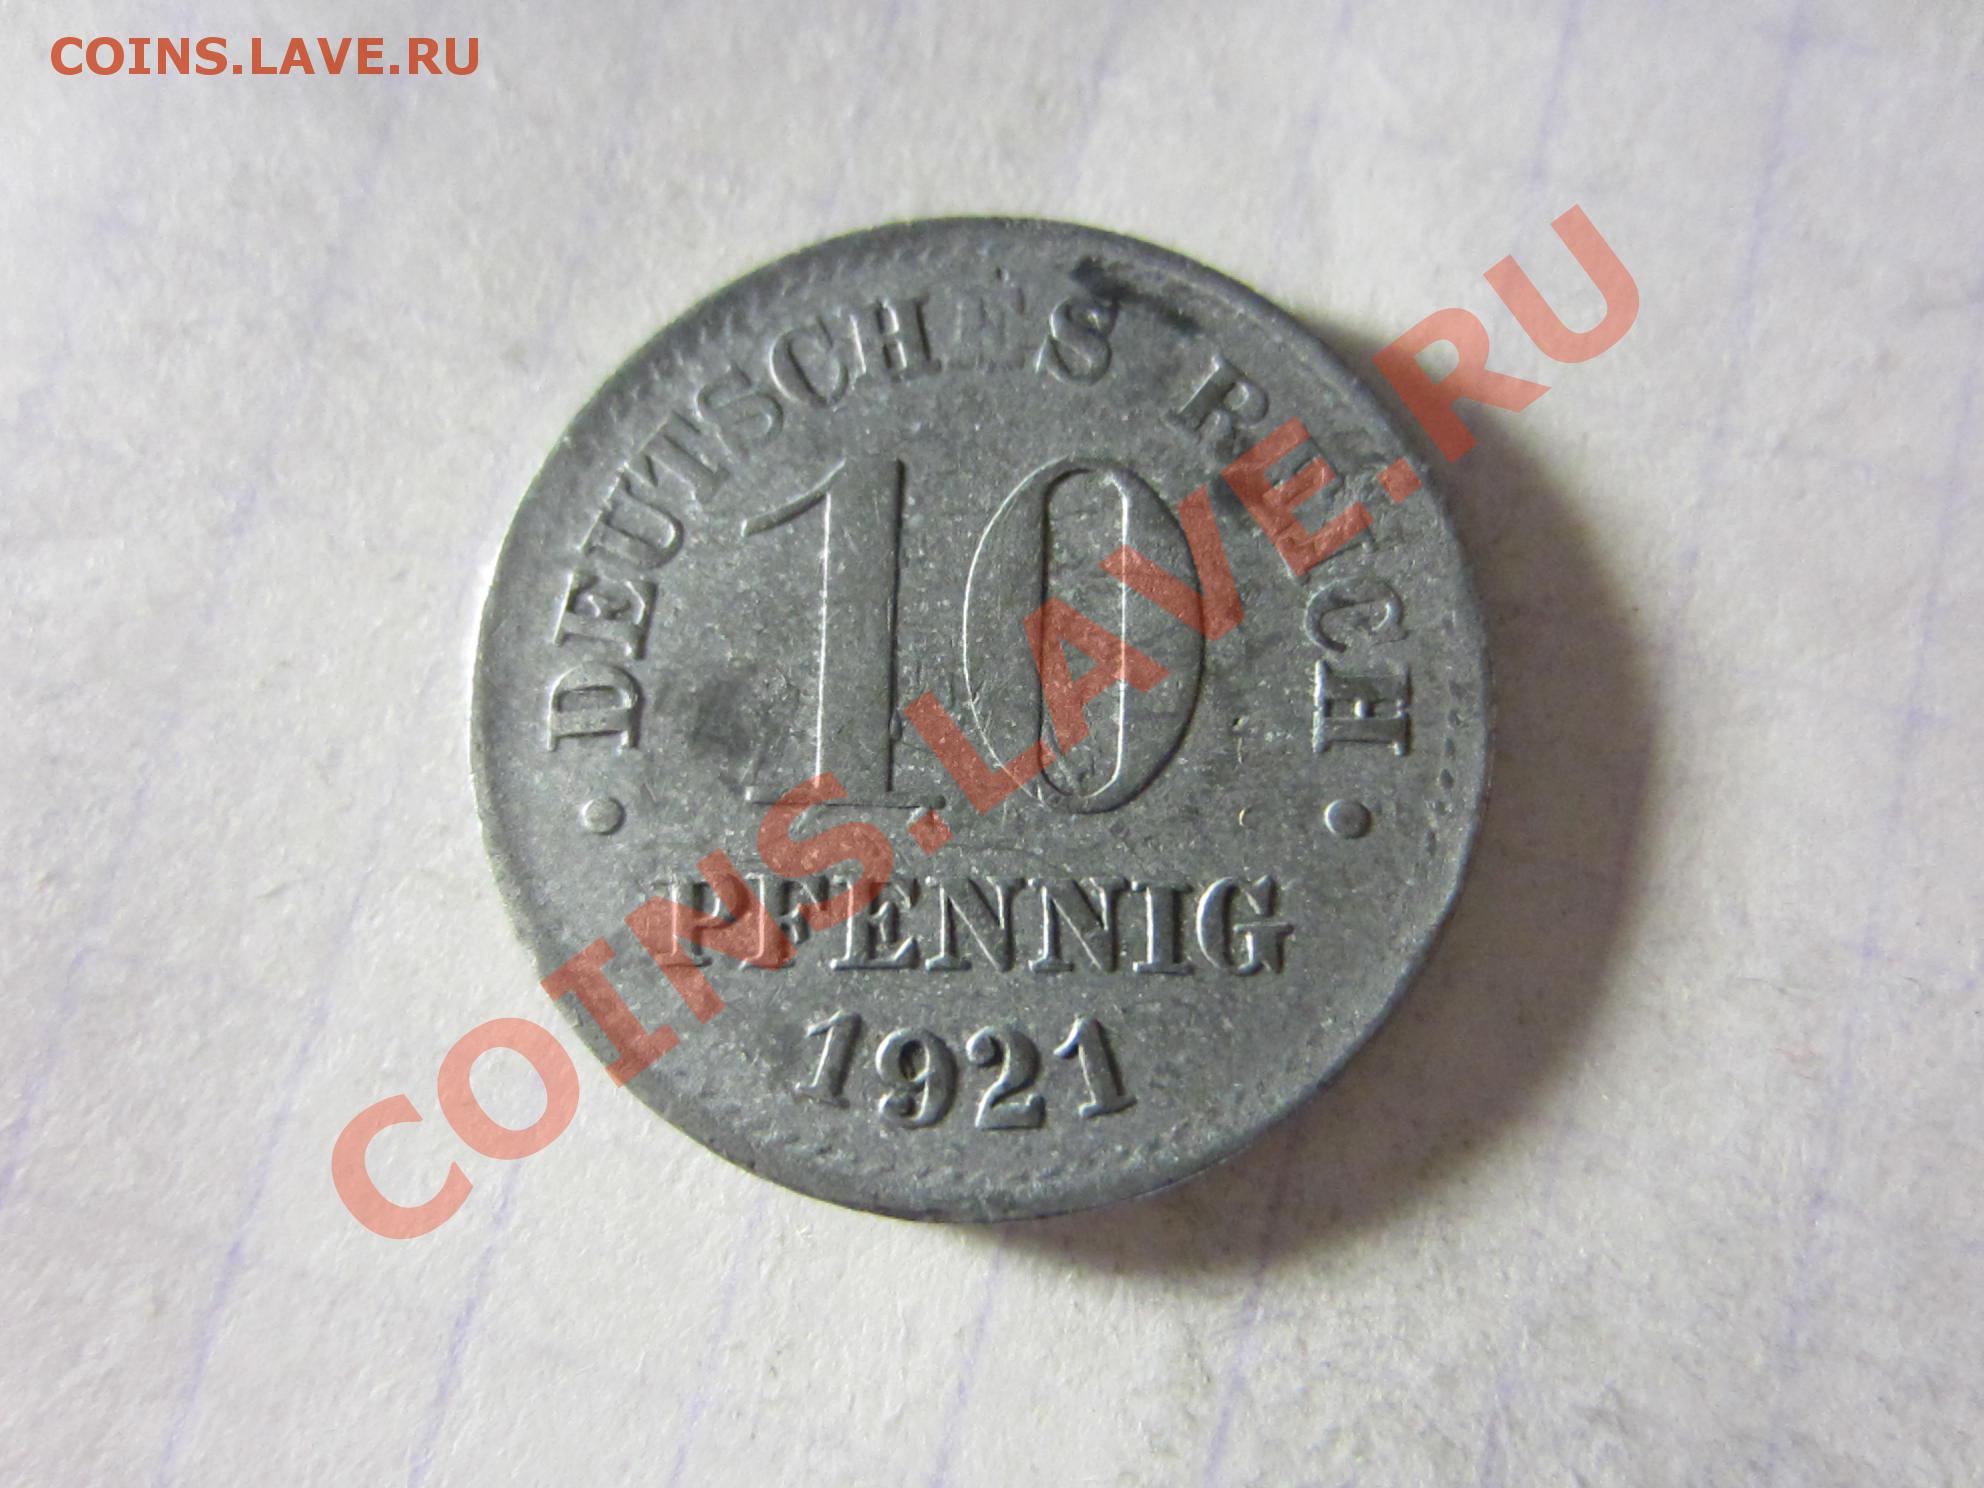 COINS.LAVE.RU
DEUTSCHES REICH
10
PFENNIG
1921
COINS.LAVE.RU